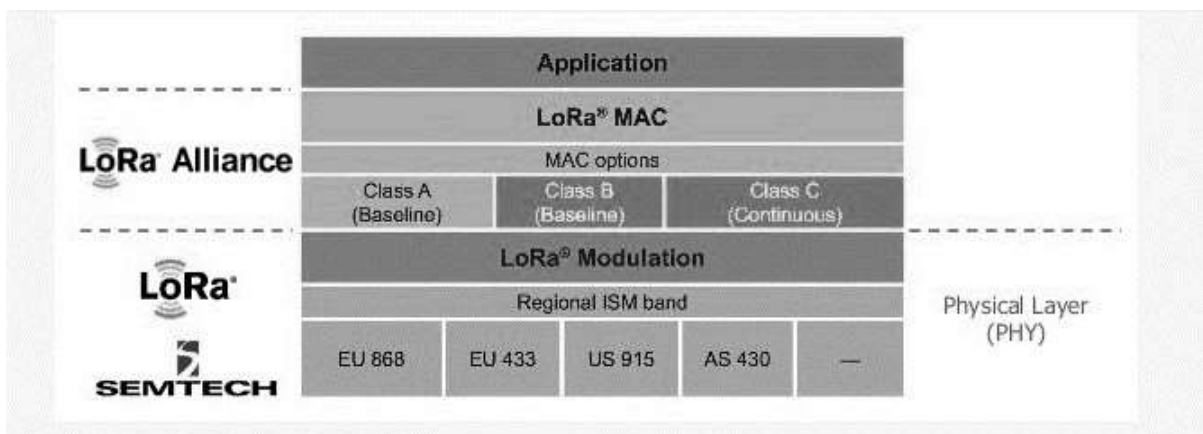 Application
LoRa® MAC
LoRa Alliance
MAC options
Class A
(Baseline)
Class B
(Baseline)
Class C
(Continuous)
LoRa® Modulation
LoRa
Regional ISM band
Physical Layer
(PHY)
EU 868
EU 433
US 915
AS 430
—
SEMTECH